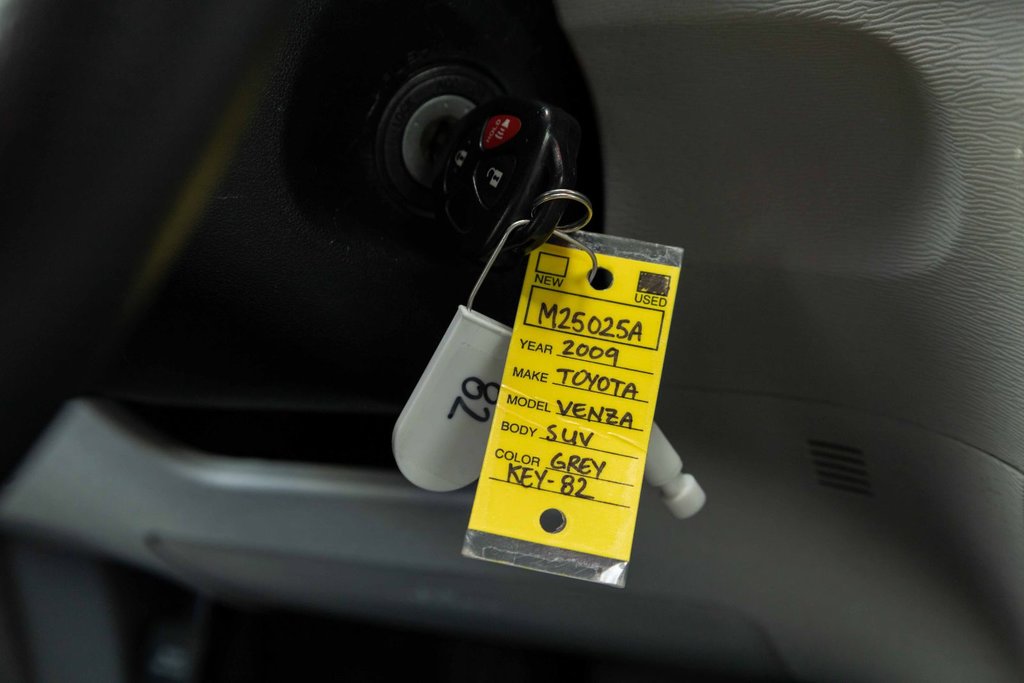 NEW
USED
M25025A
YEAR 2009
MAKE TOYOTA
MODEL VENZA
BODY SUV
COLOR GREY
KEY-82
82